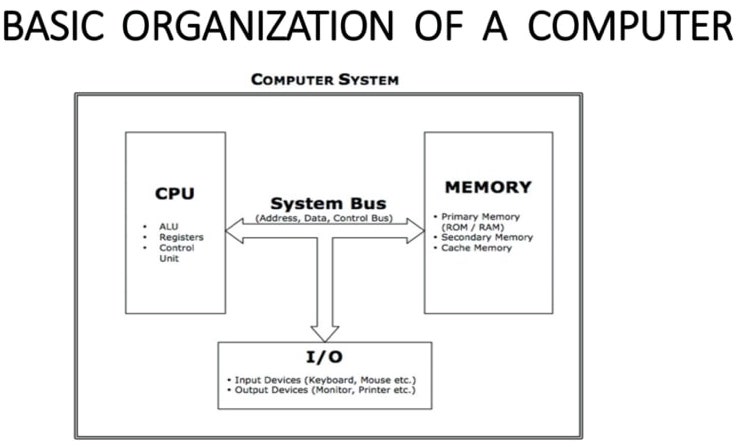 BASIC ORGANIZATION OF A COMPUTER
COMPUTER SYSTEM
CPU
• ALU
• Registers
• Control
Unit
System Bus
(Address, Data, Control Bus)
MEMORY
• Primary Memory
(ROM / RAM)
• Secondary Memory
• Cache Memory
I/O
• Input Devices (Keyboard, Mouse etc.)
• Output Devices (Monitor, Printer etc.)